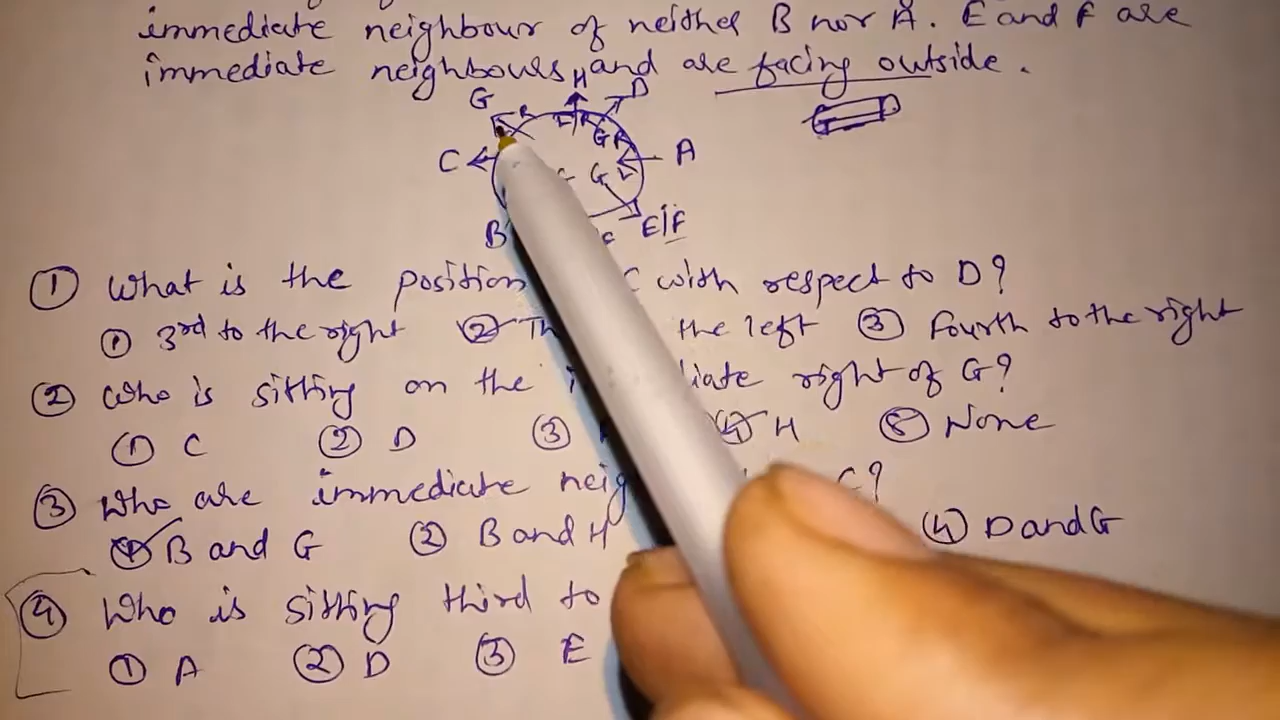 immediate neighbour of neither B nor A. E and F are
immediate neighbours and are facing outside.
G H D
C A
B E/F
① What is the position C with respect to D?
① 3rd to the right ② the left ③ Fourth to the right
② Who is sitting on the right of G?
① C ② D ③ ④ H ⑤ None
③ Who are immediate C?
① B and G ② B and H ④ D and G
④ Who is sitting third to
① A ② D ③ E